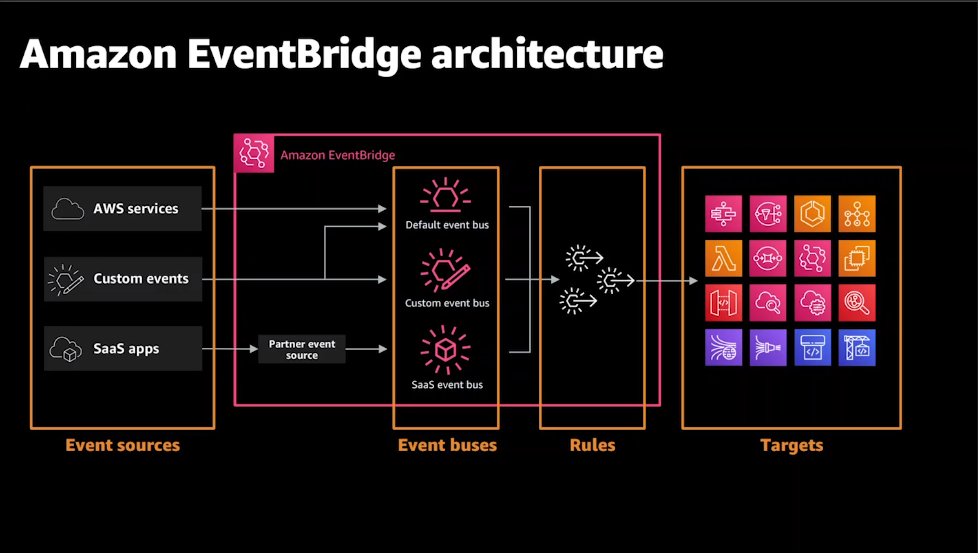 Amazon EventBridge architecture
Amazon EventBridge
AWS services
Custom events
SaaS apps
Partner event
source
Default event bus
Custom event bus
SaaS event bus
Event sources
Event buses
Rules
Targets